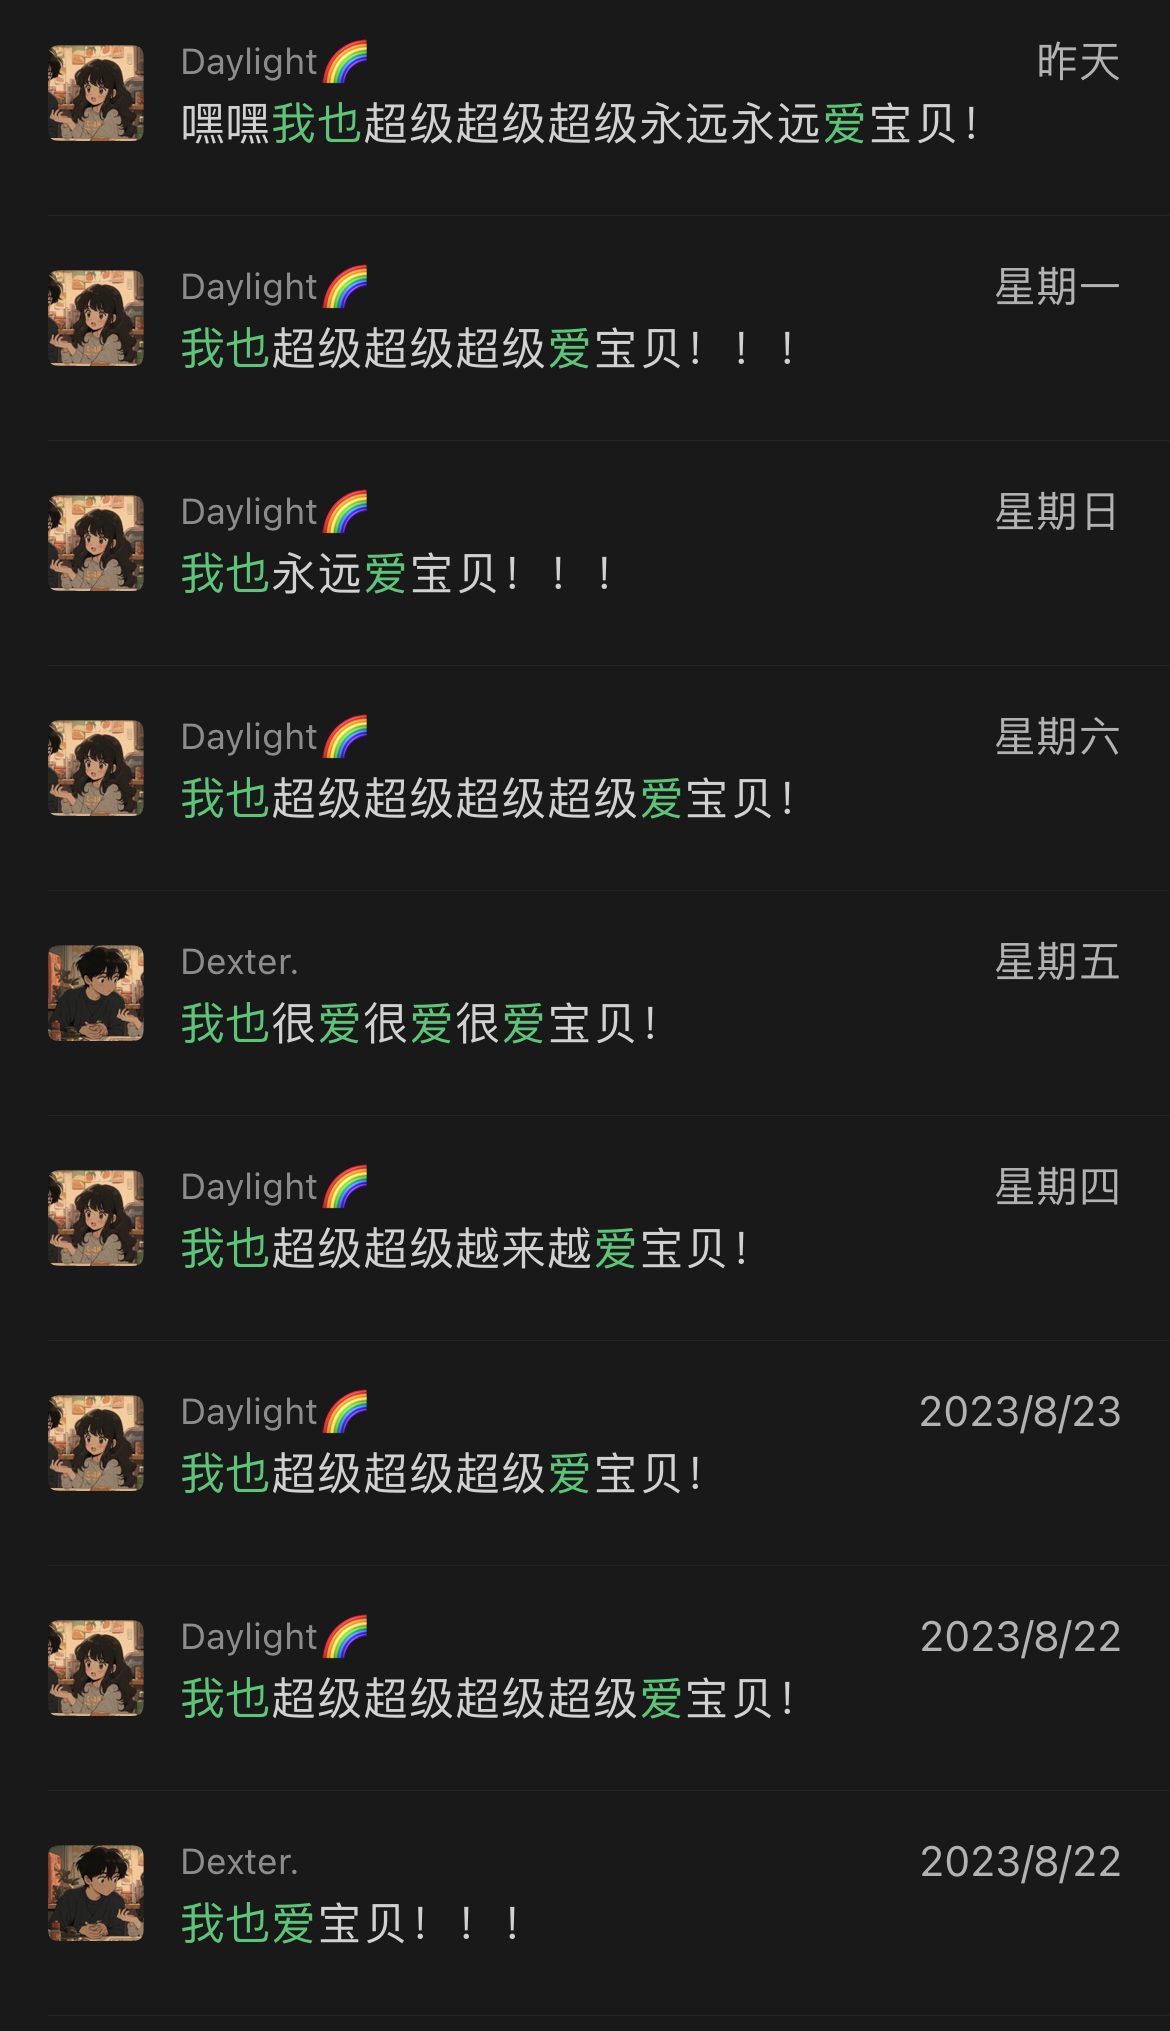 Daylight🌈 昨天
嘿嘿我也超级超级超级永远永远爱宝贝！
Daylight🌈 星期一
我也超级超级超级爱宝贝！！！
Daylight🌈 星期日
我也永远爱宝贝！！！
Daylight🌈 星期六
我也超级超级超级超级爱宝贝！
Dexter. 星期五
我也很爱很爱很爱宝贝！
Daylight🌈 星期四
我也超级超级越来越爱宝贝！
Daylight🌈 2023/8/23
我也超级超级超级爱宝贝！
Daylight🌈 2023/8/22
我也超级超级超级超级爱宝贝！
Dexter. 2023/8/22
我也爱宝贝！！！